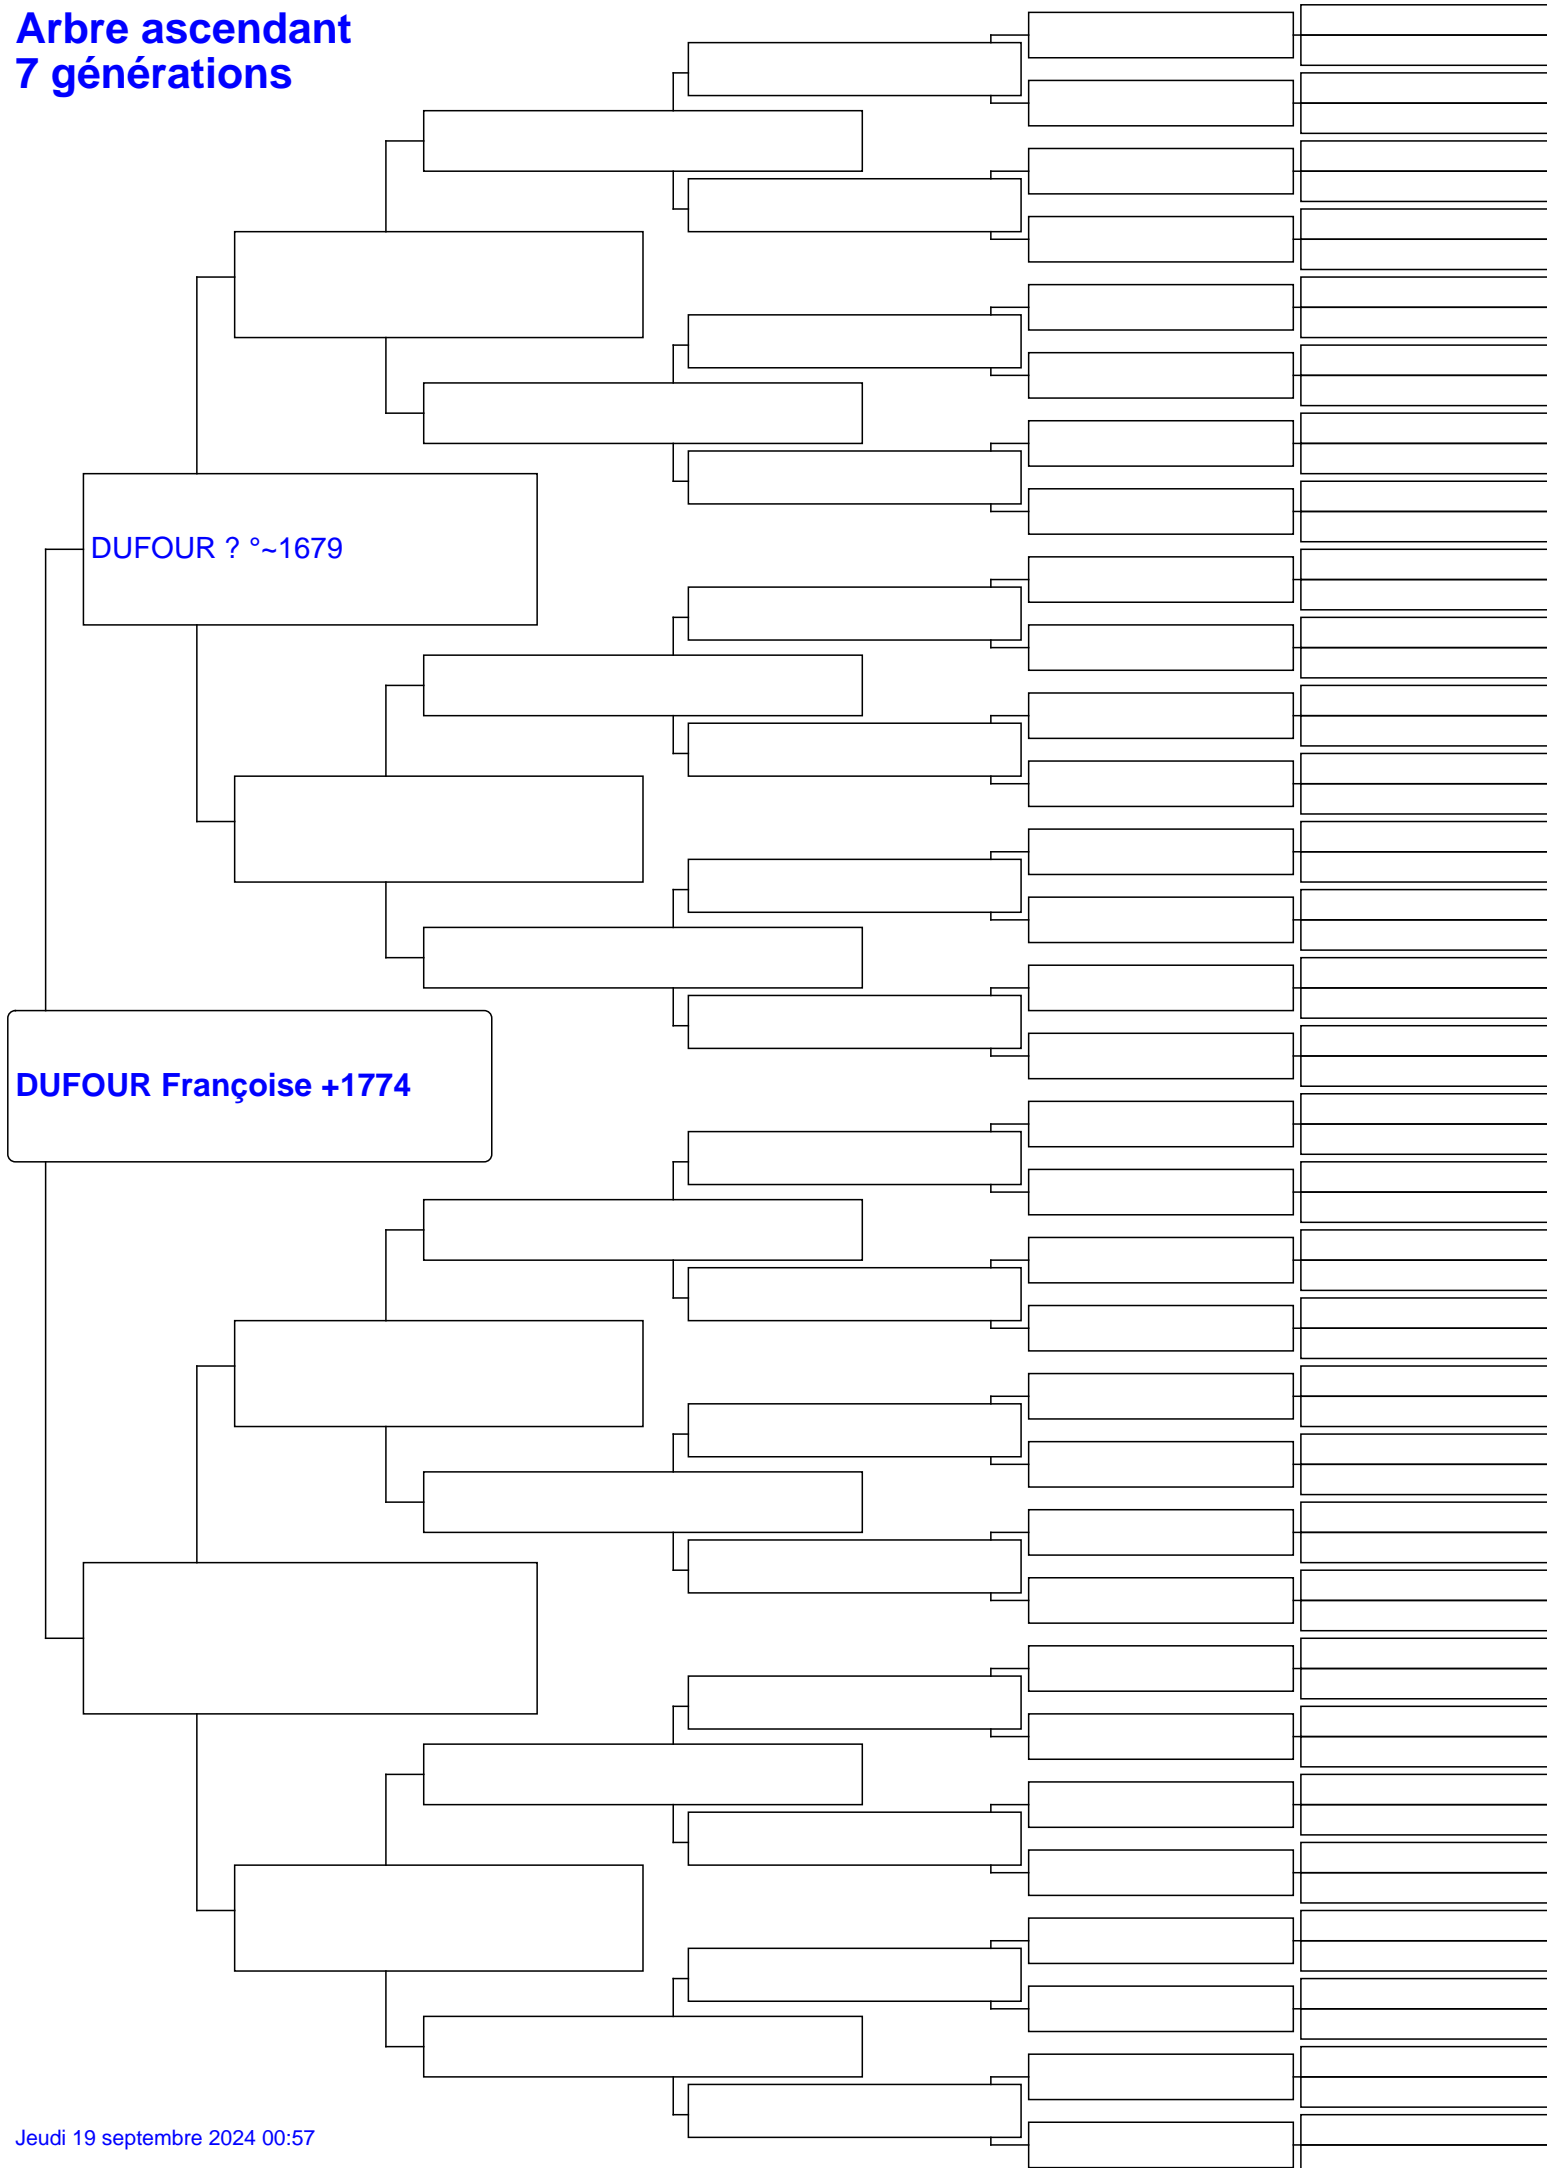 Arbre ascendant
7 générations
DUFOUR ? °~1679
DUFOUR Françoise +1774
Jeudi 19 septembre 2024 00:57